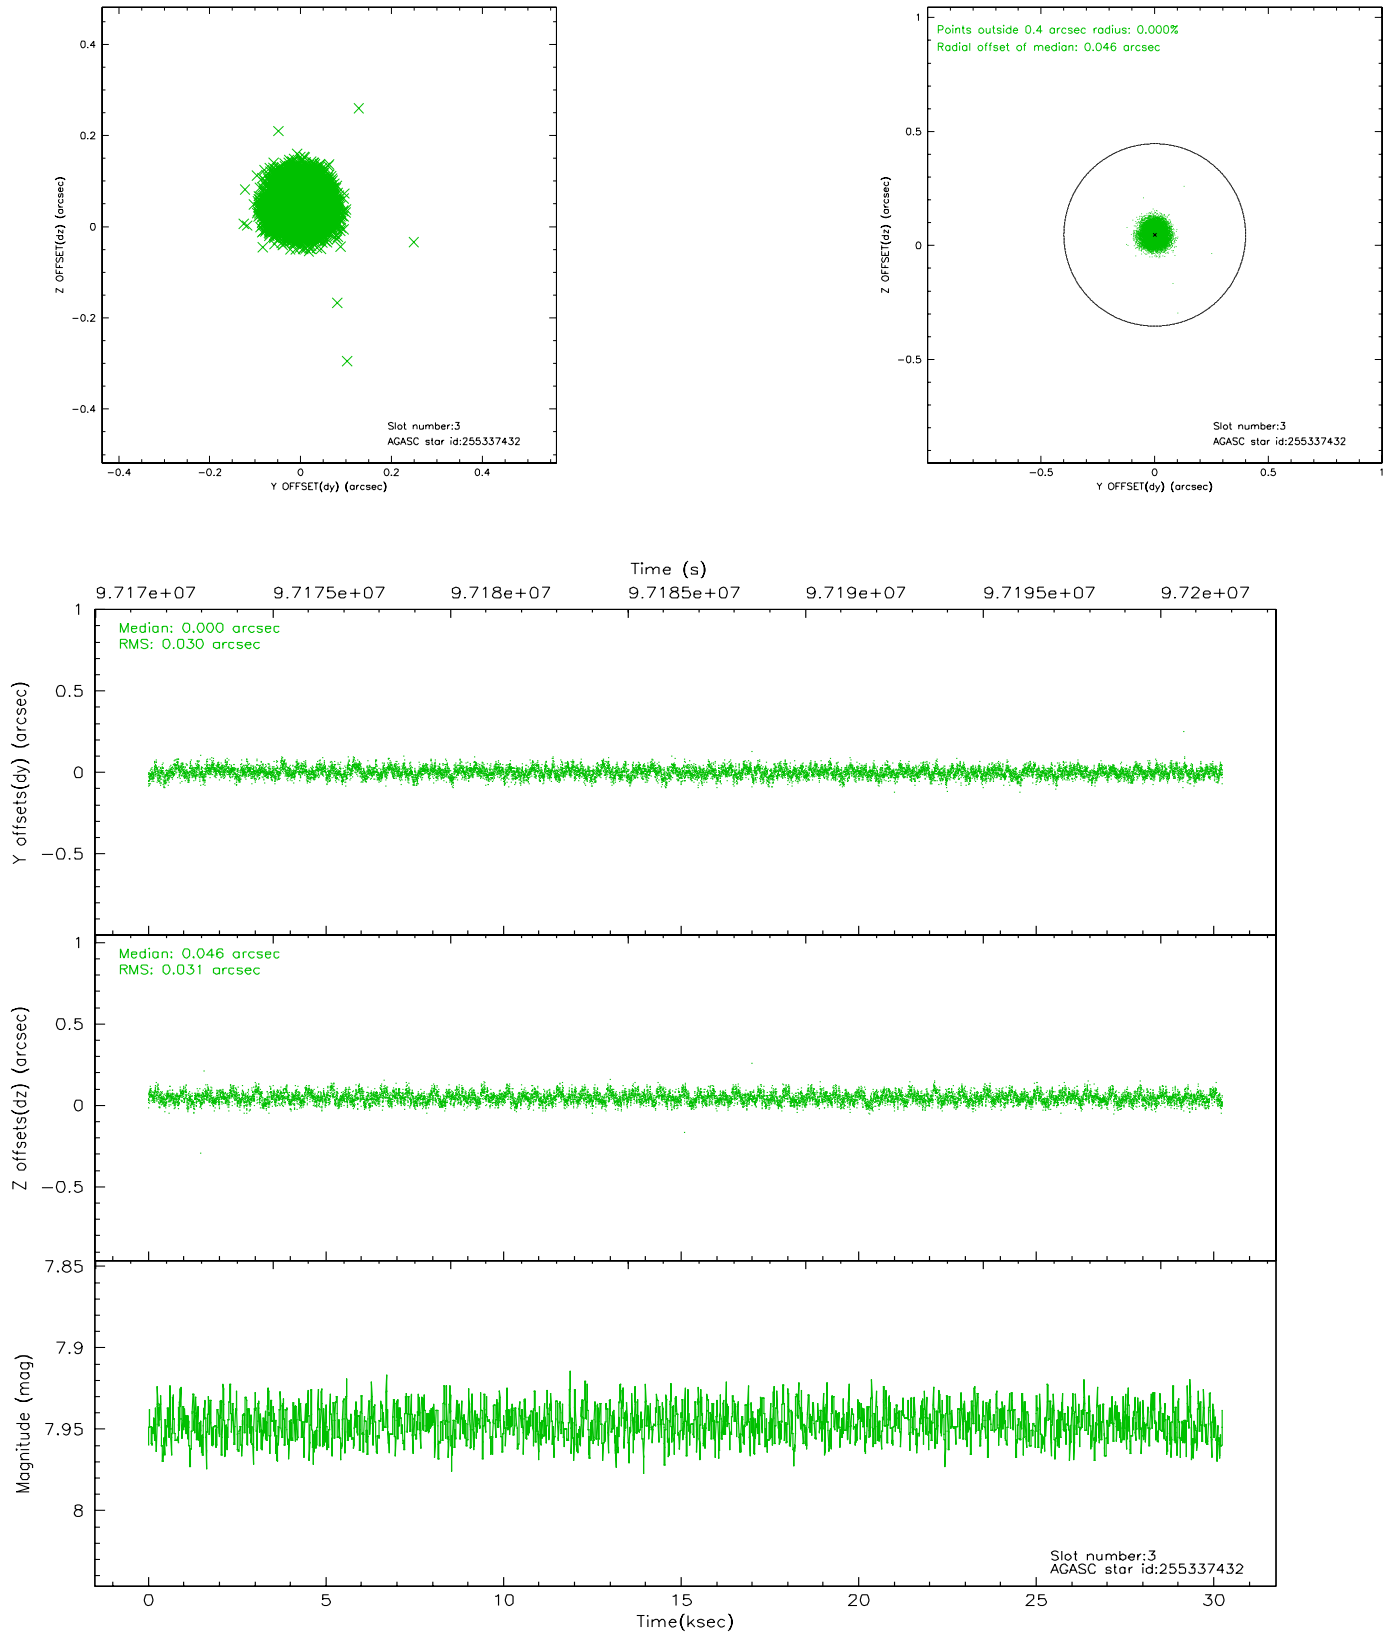 0.4
0.2
0
−0.2
−0.4
Z OFFSET(dz) (arcsec)
Slot number:3
AGASC star id:255337432
−0.4 −0.2 0 0.2 0.4
Y OFFSET(dy) (arcsec)
Points outside 0.4 arcsec radius: 0.000%
Radial offset of median: 0.046 arcsec
1
0.5
0
−0.5
Z OFFSET(dz) (arcsec)
Slot number:3
AGASC star id:255337432
−0.5 0 0.5 1
Y OFFSET(dy) (arcsec)
Time (s)
9.717e+07 9.7175e+07 9.718e+07 9.7185e+07 9.719e+07 9.7195e+07 9.72e+07
Median: 0.000 arcsec
RMS: 0.030 arcsec
1
0.5
0
−0.5
Y offsets(dy) (arcsec)
Median: 0.046 arcsec
RMS: 0.031 arcsec
1
0.5
0
−0.5
Z offsets(dz) (arcsec)
7.85
7.9
7.95
8
Magnitude (mag)
Slot number:3
AGASC star id:255337432
0 5 10 15 20 25 30
Time(ksec)